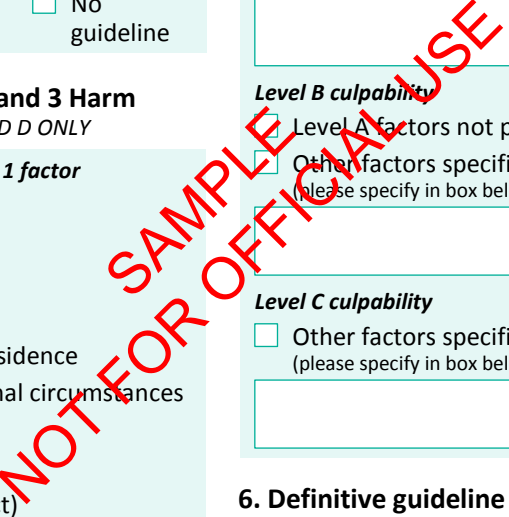 No
guideline
and 3 Harm
D D ONLY
1 factor
sidence
nal circumstances
t)
Level B culpability
Level A factors not p
Other factors specifi
(please specify in box bel
Level C culpability
Other factors specifi
(please specify in box bel
6. Definitive guideline
SAMPLE
NOT FOR OFFICIAL USE